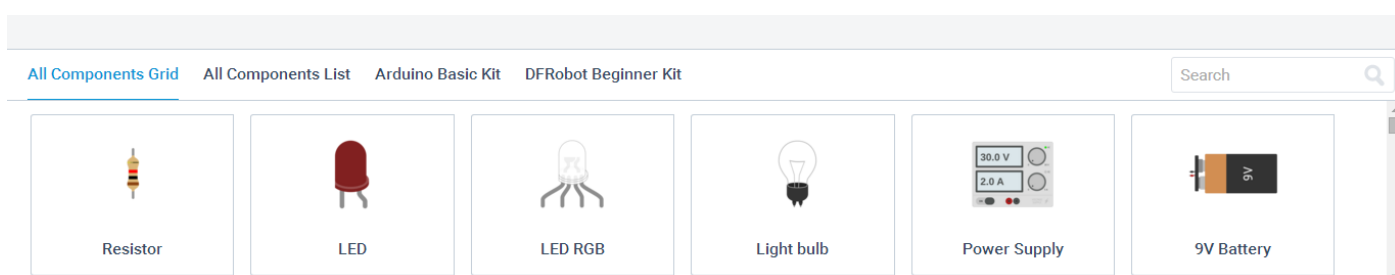 All Components Grid All Components List Arduino Basic Kit DFRobot Beginner Kit Search
30.0 V
2.0 A
9V
Resistor LED LED RGB Light bulb Power Supply 9V Battery